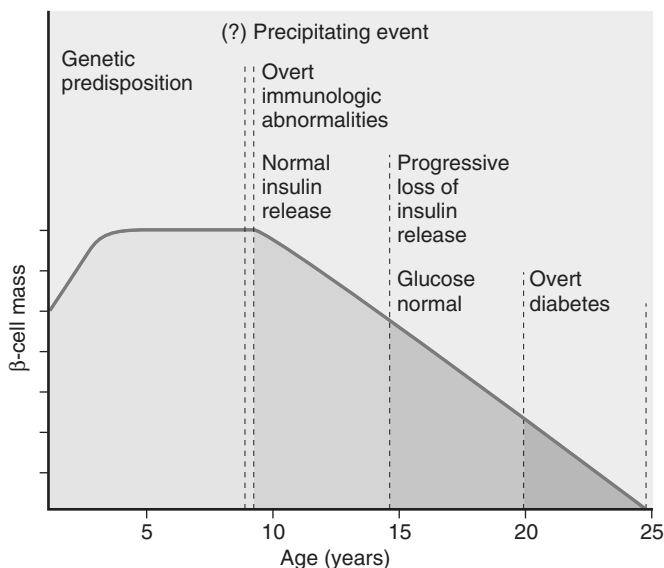 (?) Precipitating event
Genetic
predisposition
Overt
immunologic
abnormalities
Normal
insulin
release
Progressive
loss of
insulin
release
Glucose
normal
Overt
diabetes
β-cell mass
5
10
15
20
25
Age (years)